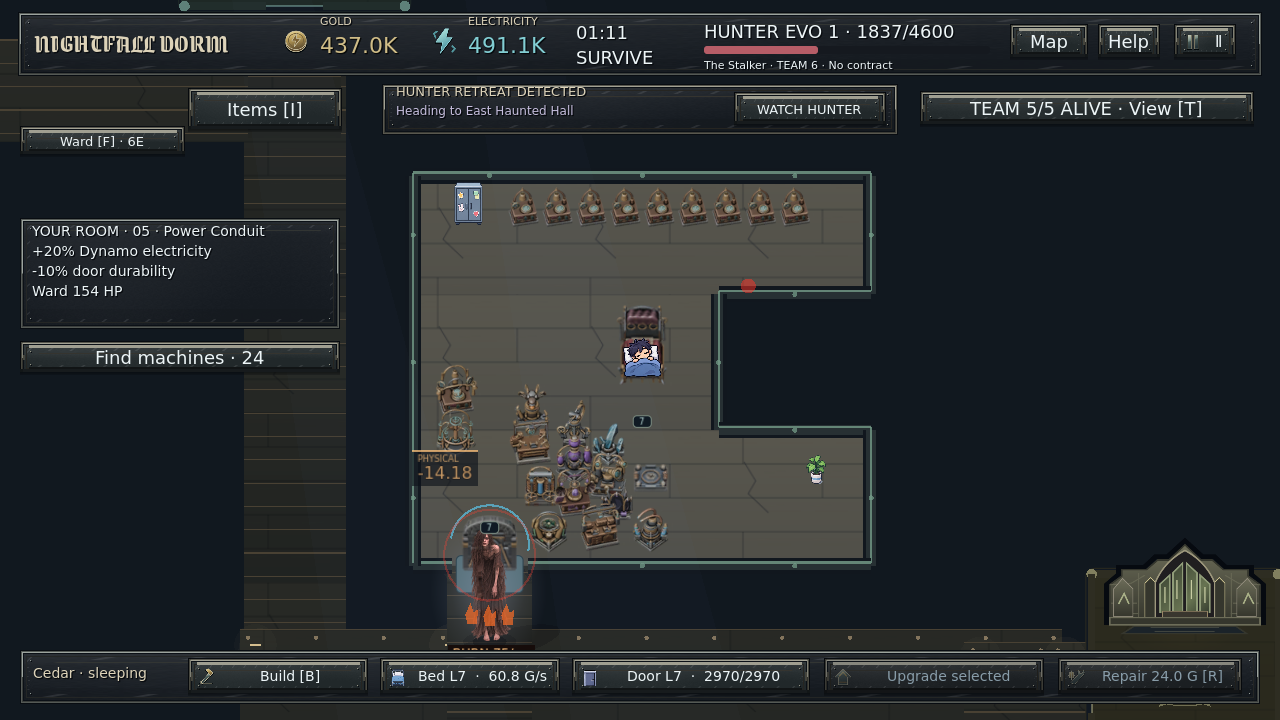 NIGHTFALL DORM
GOLD
437.0K
ELECTRICITY
491.1K
01:11
SURVIVE
HUNTER EVO 1 · 1837/4600
The Stalker · TEAM 6 · No contract
Map
Help
II
Items [I]
Ward [F] · 6E
HUNTER RETREAT DETECTED
Heading to East Haunted Hall
WATCH HUNTER
TEAM 5/5 ALIVE · View [T]
YOUR ROOM · 05 · Power Conduit
+20% Dynamo electricity
-10% door durability
Ward 154 HP
Find machines · 24
7
PHYSICAL
-14.18
7
Cedar · sleeping
Build [B]
Bed L7 · 60.8 G/s
Door L7 · 2970/2970
Upgrade selected
Repair 24.0 G [R]